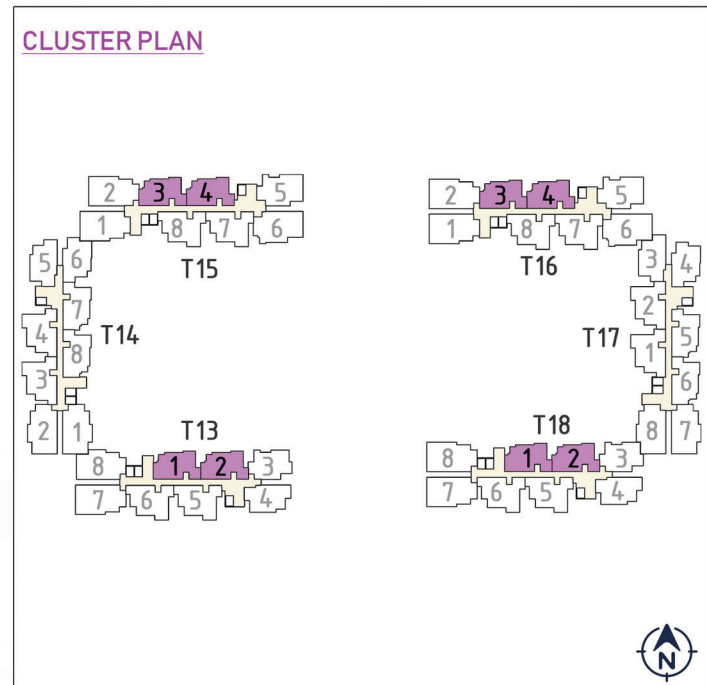 CLUSTER PLAN
2 3 4 5
1 8 7 6
T15
2 3 4 5
1 8 7 6
T16
5 6
4 7
3 8
2 1
T14
3 4
2 5
1 6
8 7
T17
T13
8 1 2 3
7 6 5 4
T18
8 1 2 3
7 6 5 4
N